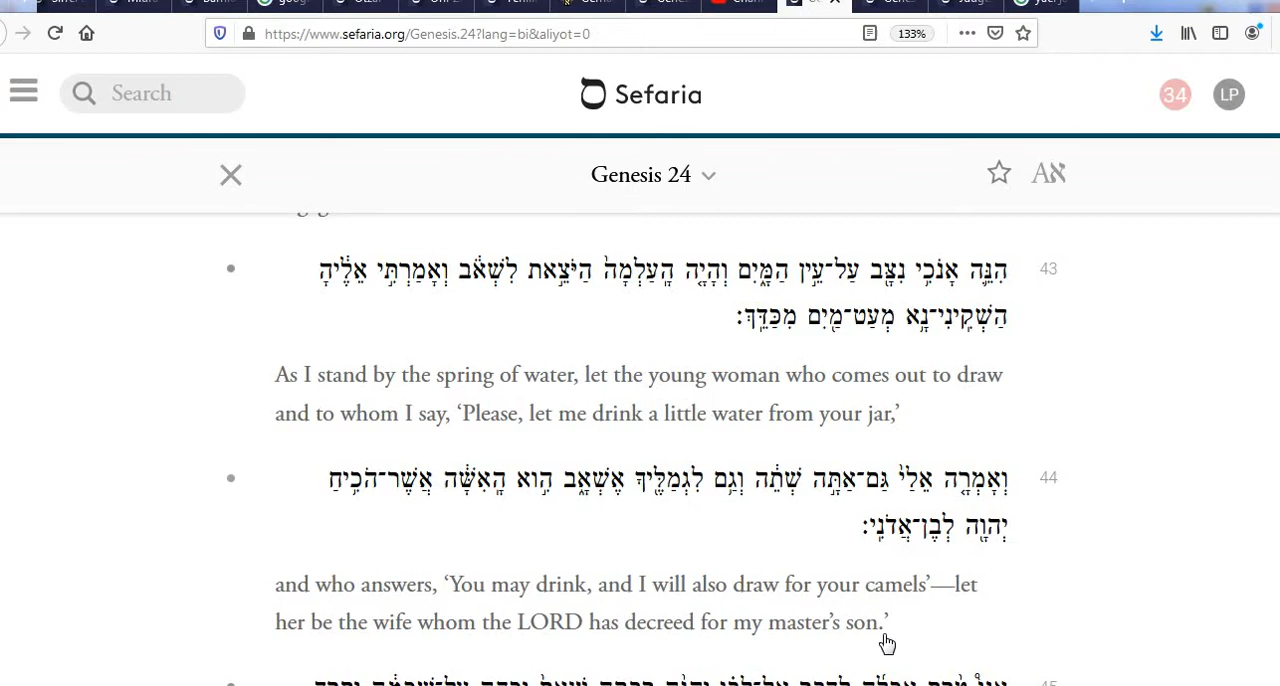 https://www.sefaria.org/Genesis.24?lang=bi&aliyot=0
133%
Search
Sefaria
34
LP
Genesis 24
Aא
43
הִנֵּ֛ה אָנֹכִ֥י נִצָּ֖ב עַל־עֵ֣ין הַמָּ֑יִם וְהָיָ֤ה הָֽעַלְמָה֙ הַיֹּצֵ֣את לִשְׁאֹ֔ב וְאָמַרְתִּ֣י אֵלֶ֔יהָ
הַשְׁקִֽינִי־נָ֥א מְעַט־מַ֖יִם מִכַּדֵּֽךְ׃
As I stand by the spring of water, let the young woman who comes out to draw
and to whom I say, ‘Please, let me drink a little water from your jar,’
44
וְאָמְרָ֤ה אֵלַי֙ גַּם־אַתָּ֣ה שְׁתֵ֔ה וְגַ֥ם לִגְמַלֶּ֖יךָ אֶשְׁאָ֑ב הִ֣וא הָֽאִשָּׁ֔ה אֲשֶׁר־הֹכִ֥יחַ
יְהוָ֖ה לְבֶן־אֲדֹנִֽי׃
and who answers, ‘You may drink, and I will also draw for your camels’—let
her be the wife whom the LORD has decreed for my master’s son.’